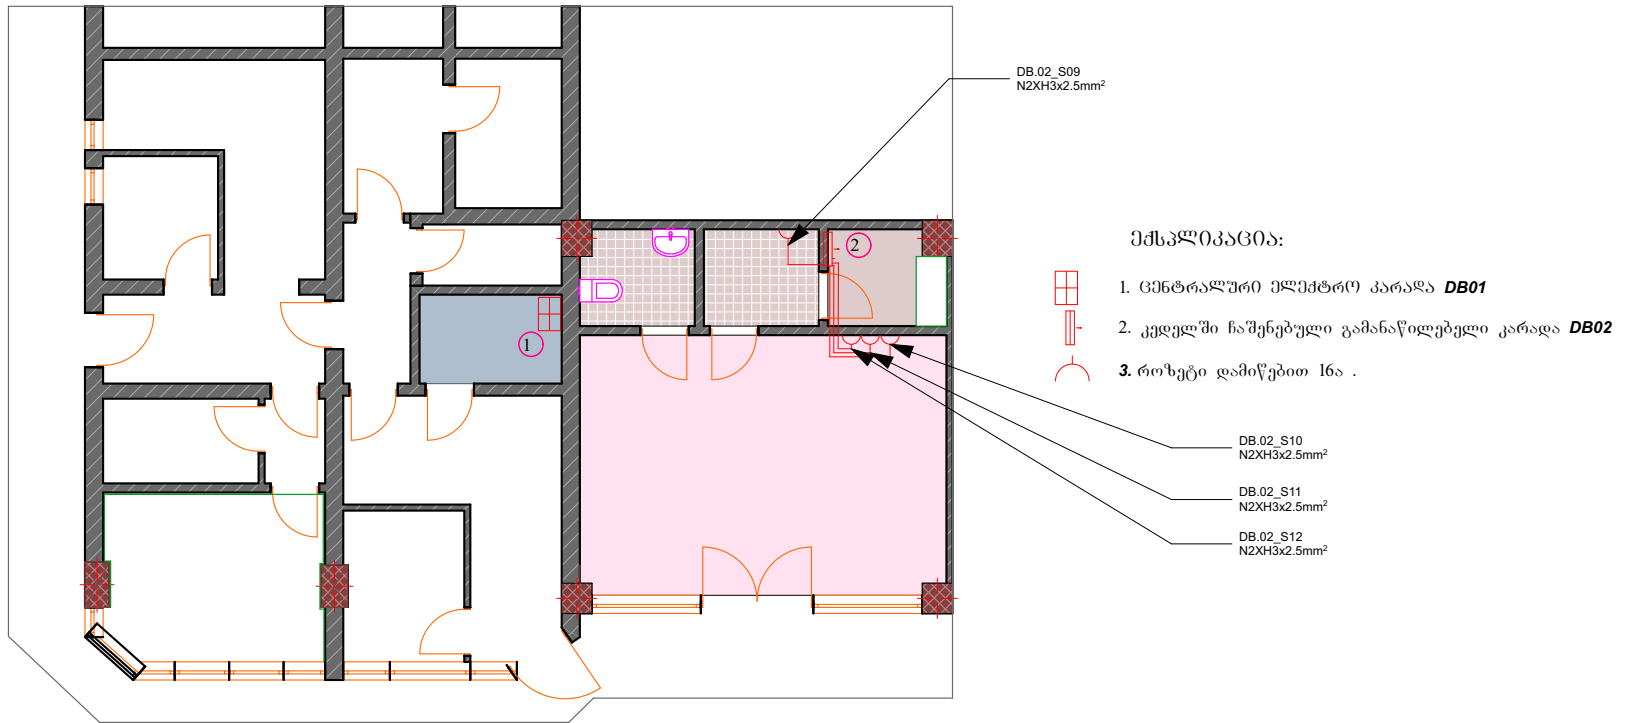 DB.02_S09
N2XH3x2.5mm²
2
ექსპლიკაცია:
1. ცენტრალური ელექტრო კარადა DB01
2. კედელში ჩაშენებული გამანაწილებელი კარადა DB02
1
3. როზეტი დამიწებით 16ა .
DB.02_S10
N2XH3x2.5mm²
DB.02_S11
N2XH3x2.5mm²
DB.02_S12
N2XH3x2.5mm²